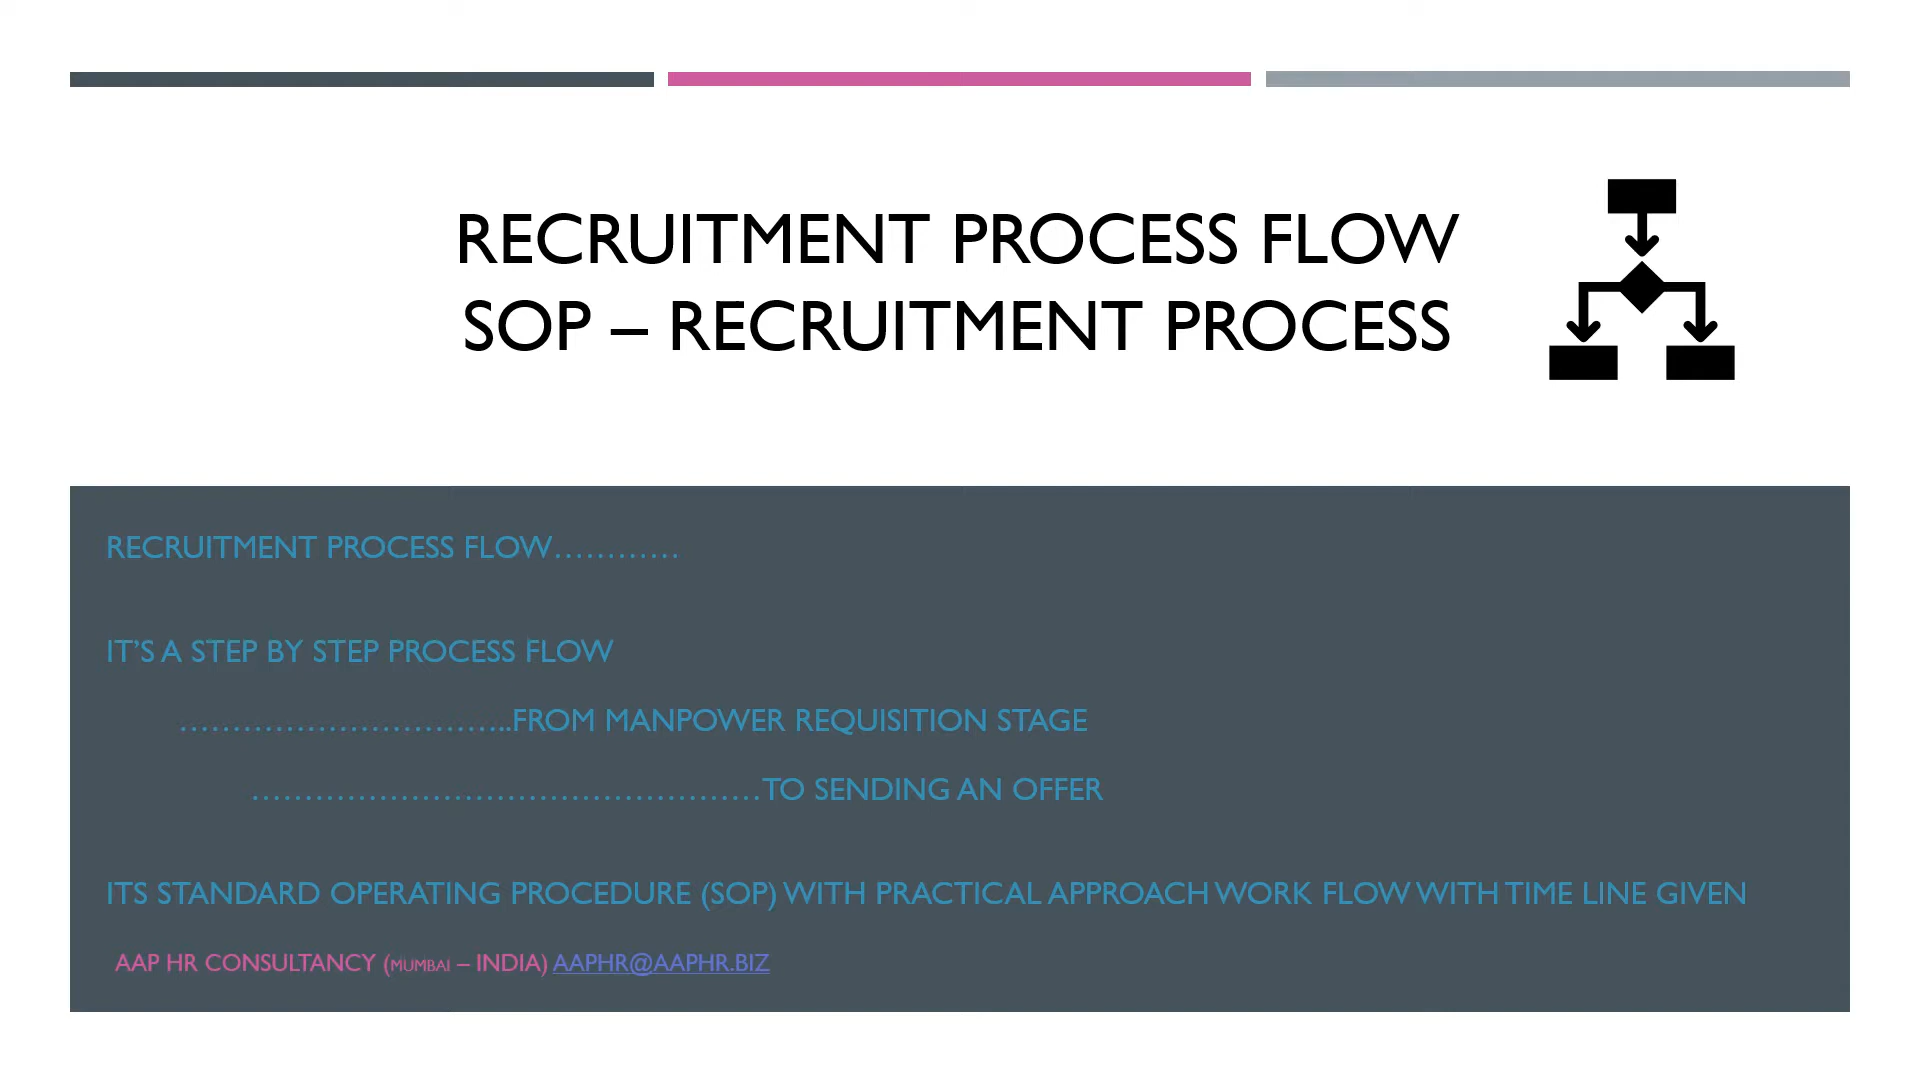 RECRUITMENT PROCESS FLOW
SOP – RECRUITMENT PROCESS
RECRUITMENT PROCESS FLOW…………
IT'S A STEP BY STEP PROCESS FLOW
…………………………..FROM MANPOWER REQUISITION STAGE
…………………………………………TO SENDING AN OFFER
ITS STANDARD OPERATING PROCEDURE (SOP) WITH PRACTICAL APPROACH WORK FLOW WITH TIME LINE GIVEN
AAP HR CONSULTANCY (MUMBAI – INDIA) AAPHR@AAPHR.BIZ